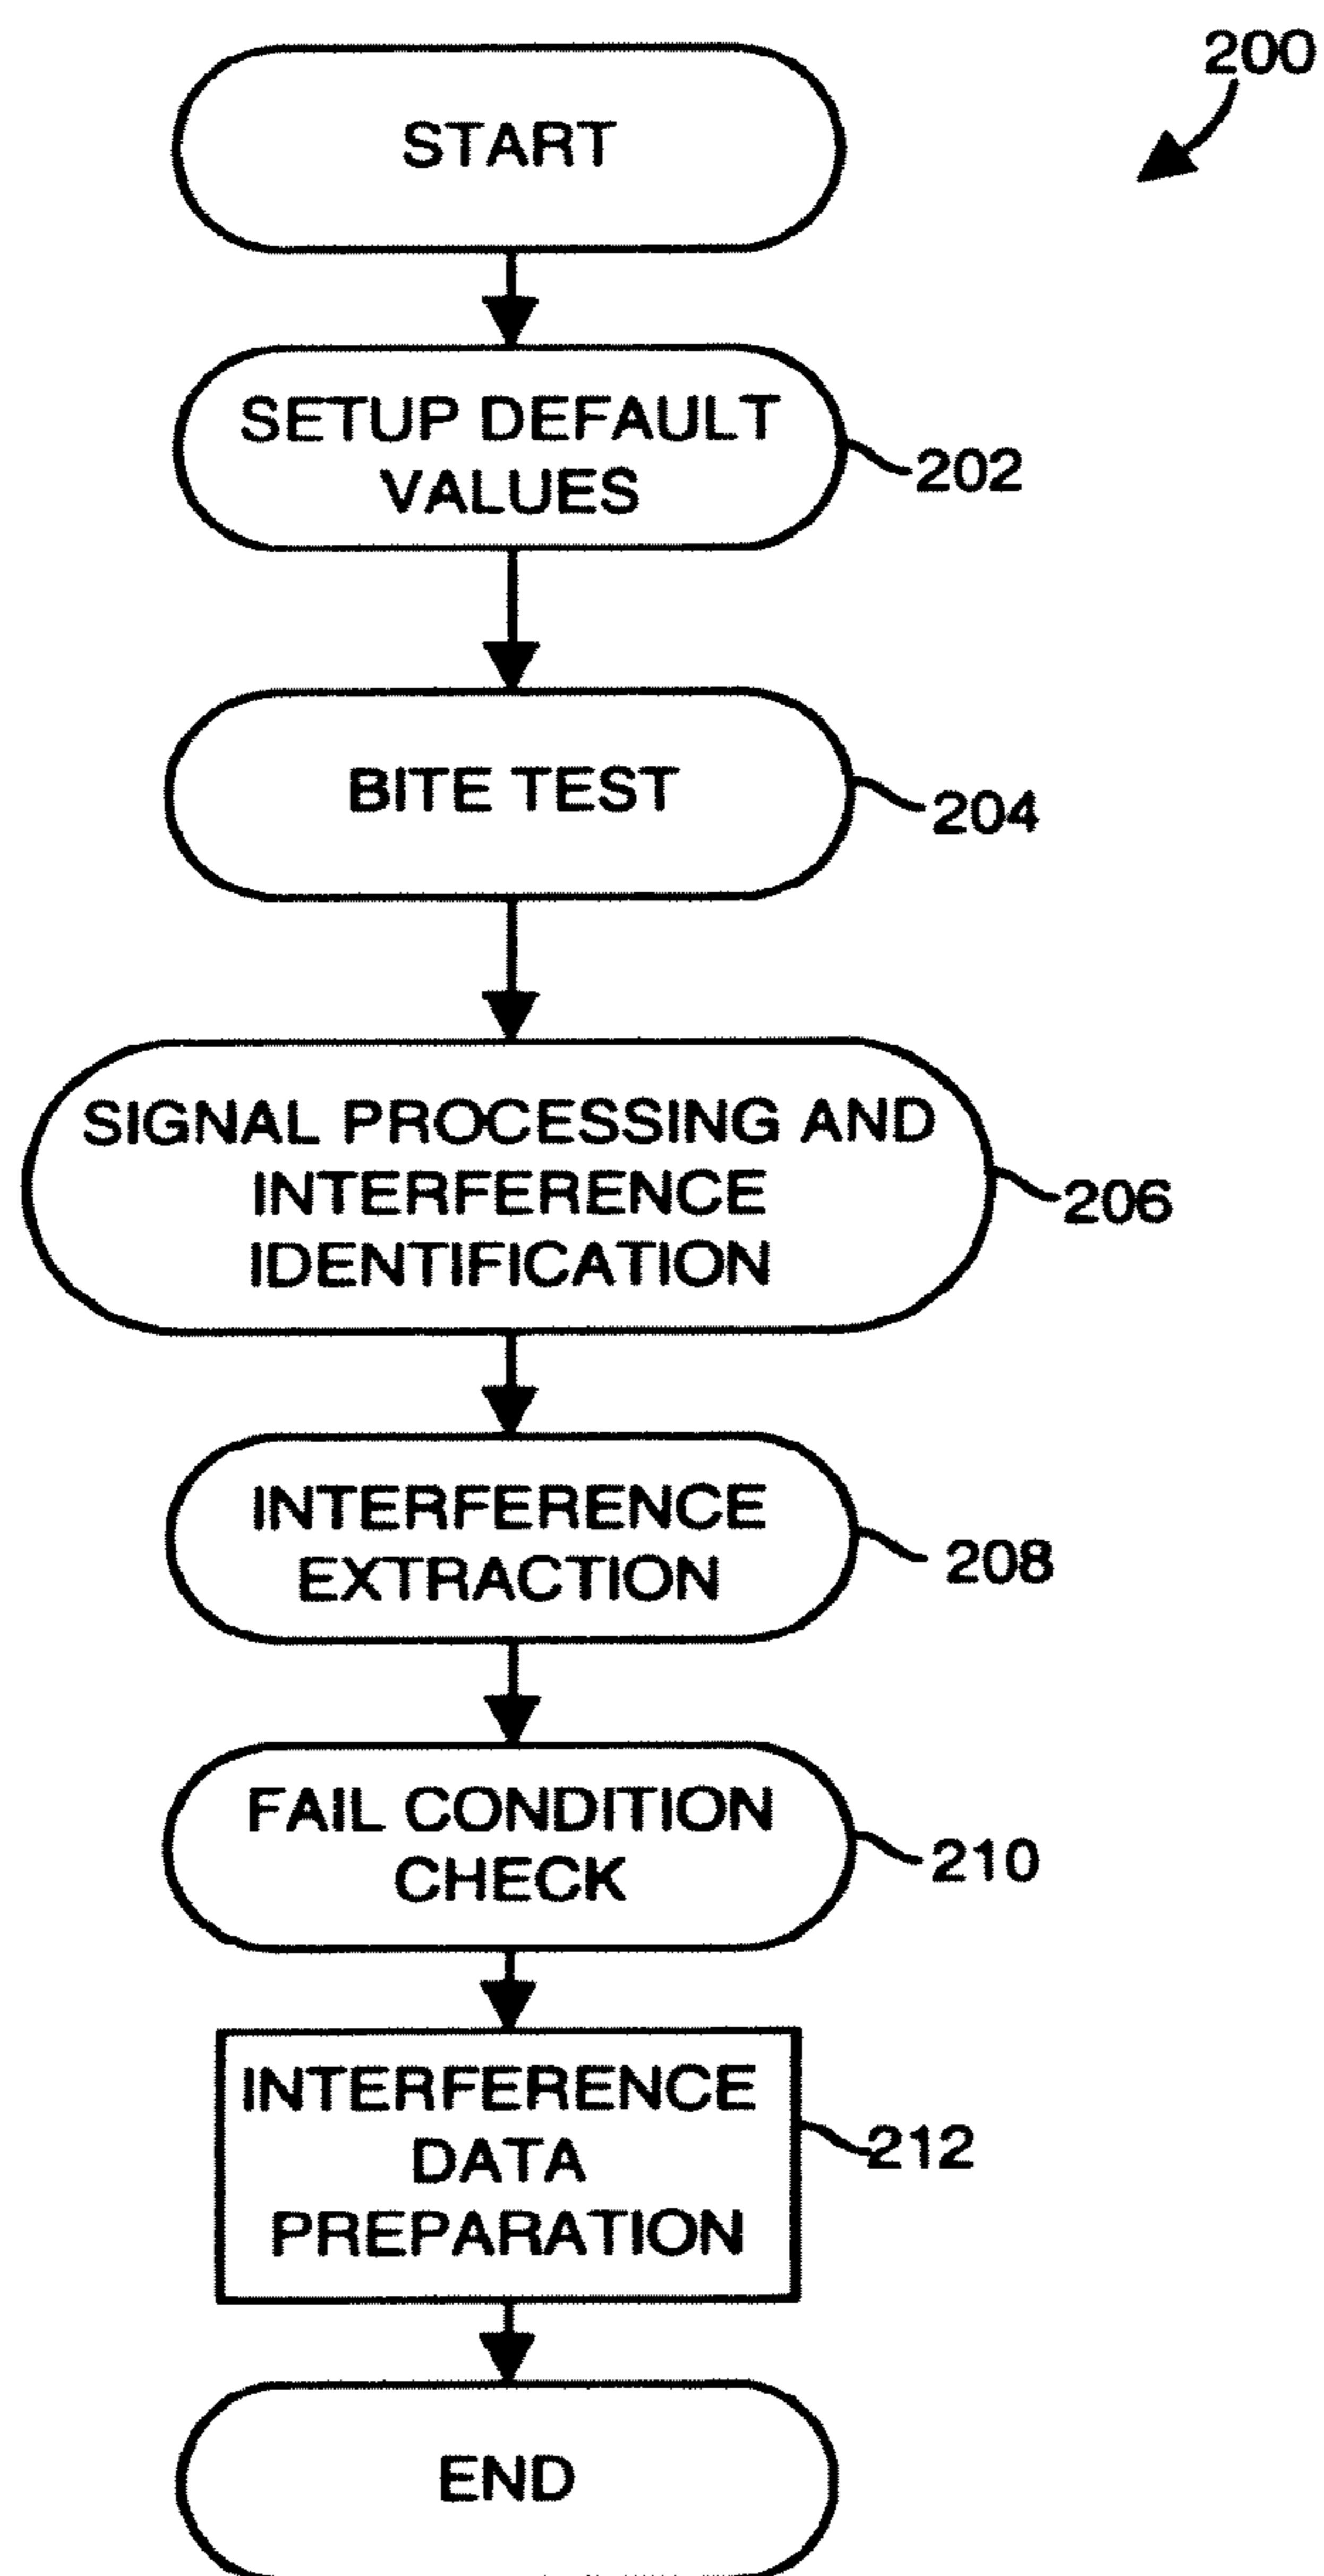 200
START
SETUP DEFAULT
VALUES
202
BITE TEST
204
SIGNAL PROCESSING AND
INTERFERENCE
IDENTIFICATION
206
INTERFERENCE
EXTRACTION
208
FAIL CONDITION
CHECK
210
INTERFERENCE
DATA
PREPARATION
212
END